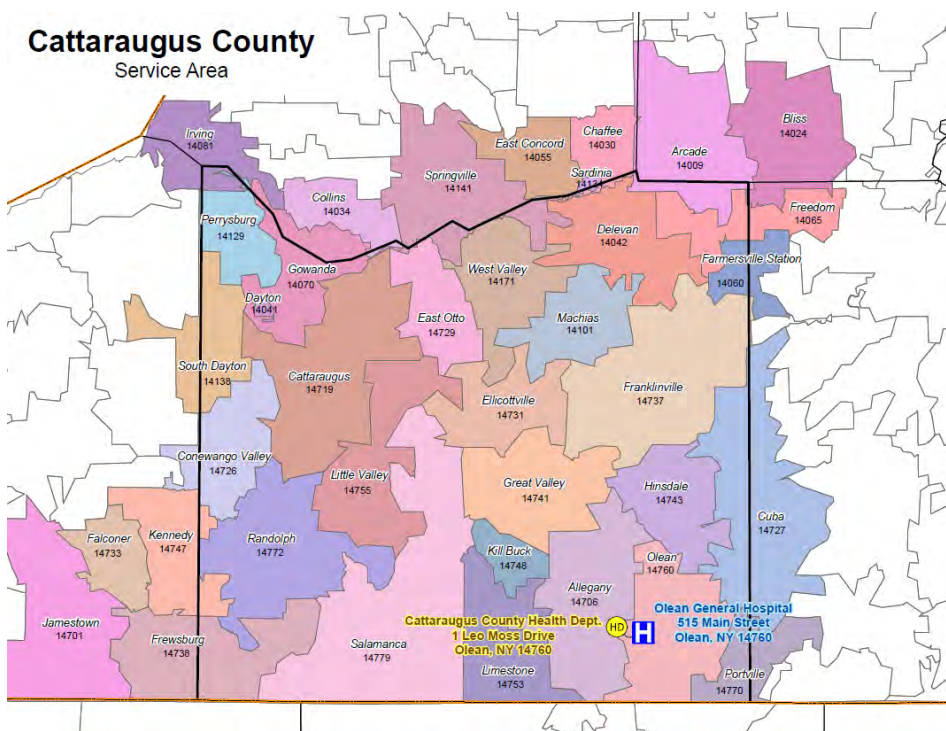 Cattaraugus County
Service Area
Irving
14081
Collins
14034
Springville
14141
East Concord
14055
Chaffee
14030
Sardinia
Arcade
14009
Bliss
14024
Perrysburg
14129
Gowanda
14070
Dayton
14041
East Otto
14729
West Valley
14171
Delevan
14042
Freedom
14065
Farmersville Station
14060
Machias
14101
South Dayton
14138
Cattaraugus
14719
Ellicottville
14731
Franklinville
14737
Conewango Valley
14726
Little Valley
14755
Great Valley
14741
Hinsdale
14743
Cuba
14727
Falconer
14733
Kennedy
14747
Randolph
14772
Kill Buck
14748
Allegany
14706
Olean
14760
Jamestown
14701
Frewsburg
14738
Salamanca
14779
Limestone
14753
Portville
14770
Cattaraugus County Health Dept.
1 Leo Moss Drive
Olean, NY 14760
HD
H
Olean General Hospital
515 Main Street
Olean, NY 14760